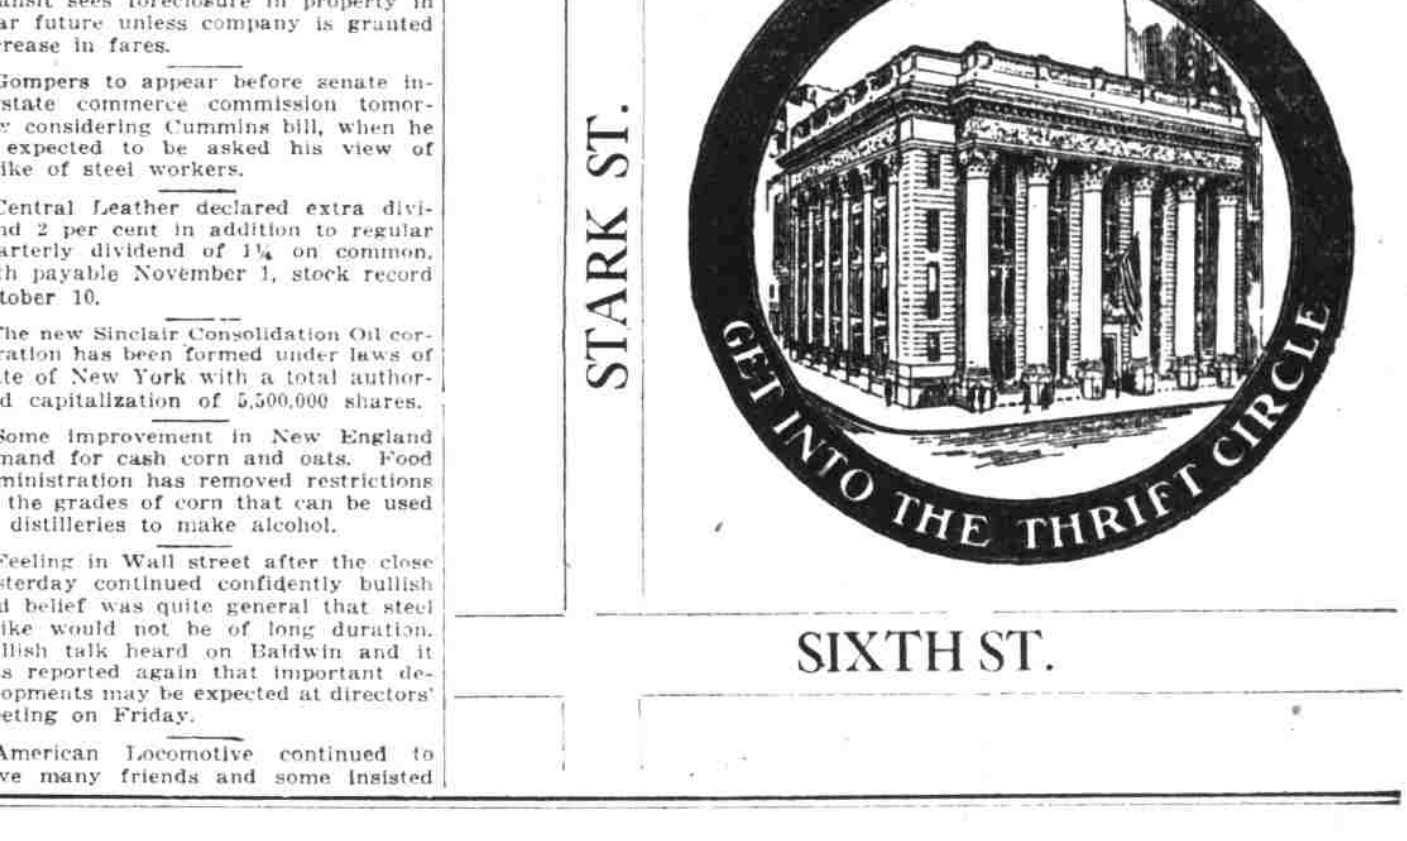 ansit sees foreclosure in property in
ar future unless company is granted
crease in fares.
Gompers to appear before senate in-
state commerce commission tomor-
considering Cummins bill, when he
expected to be asked his view of
ike of steel workers.
Central Leather declared extra divi-
nd 2 per cent in addition to regular
arterly dividend of 1¼ on common,
th payable November 1, stock record
tober 10.
The new Sinclair Consolidation Oil cor-
ration has been formed under laws of
te of New York with a total author-
d capitalization of 5,500,000 shares.
Some improvement in New England
mand for cash corn and oats. Food
ministration has removed restrictions
the grades of corn that can be used
distilleries to make alcohol.
Feeling in Wall street after the close
sterday continued confidently bullish
d belief was quite general that steel
ike would not be of long duration.
llish talk heard on Baldwin and it
s reported again that important de-
opments may be expected at directors'
eting on Friday.
American Locomotive continued to
ve many friends and some insisted
STARK ST.
GET INTO THE THRIFT CIRCLE
SIXTH ST.